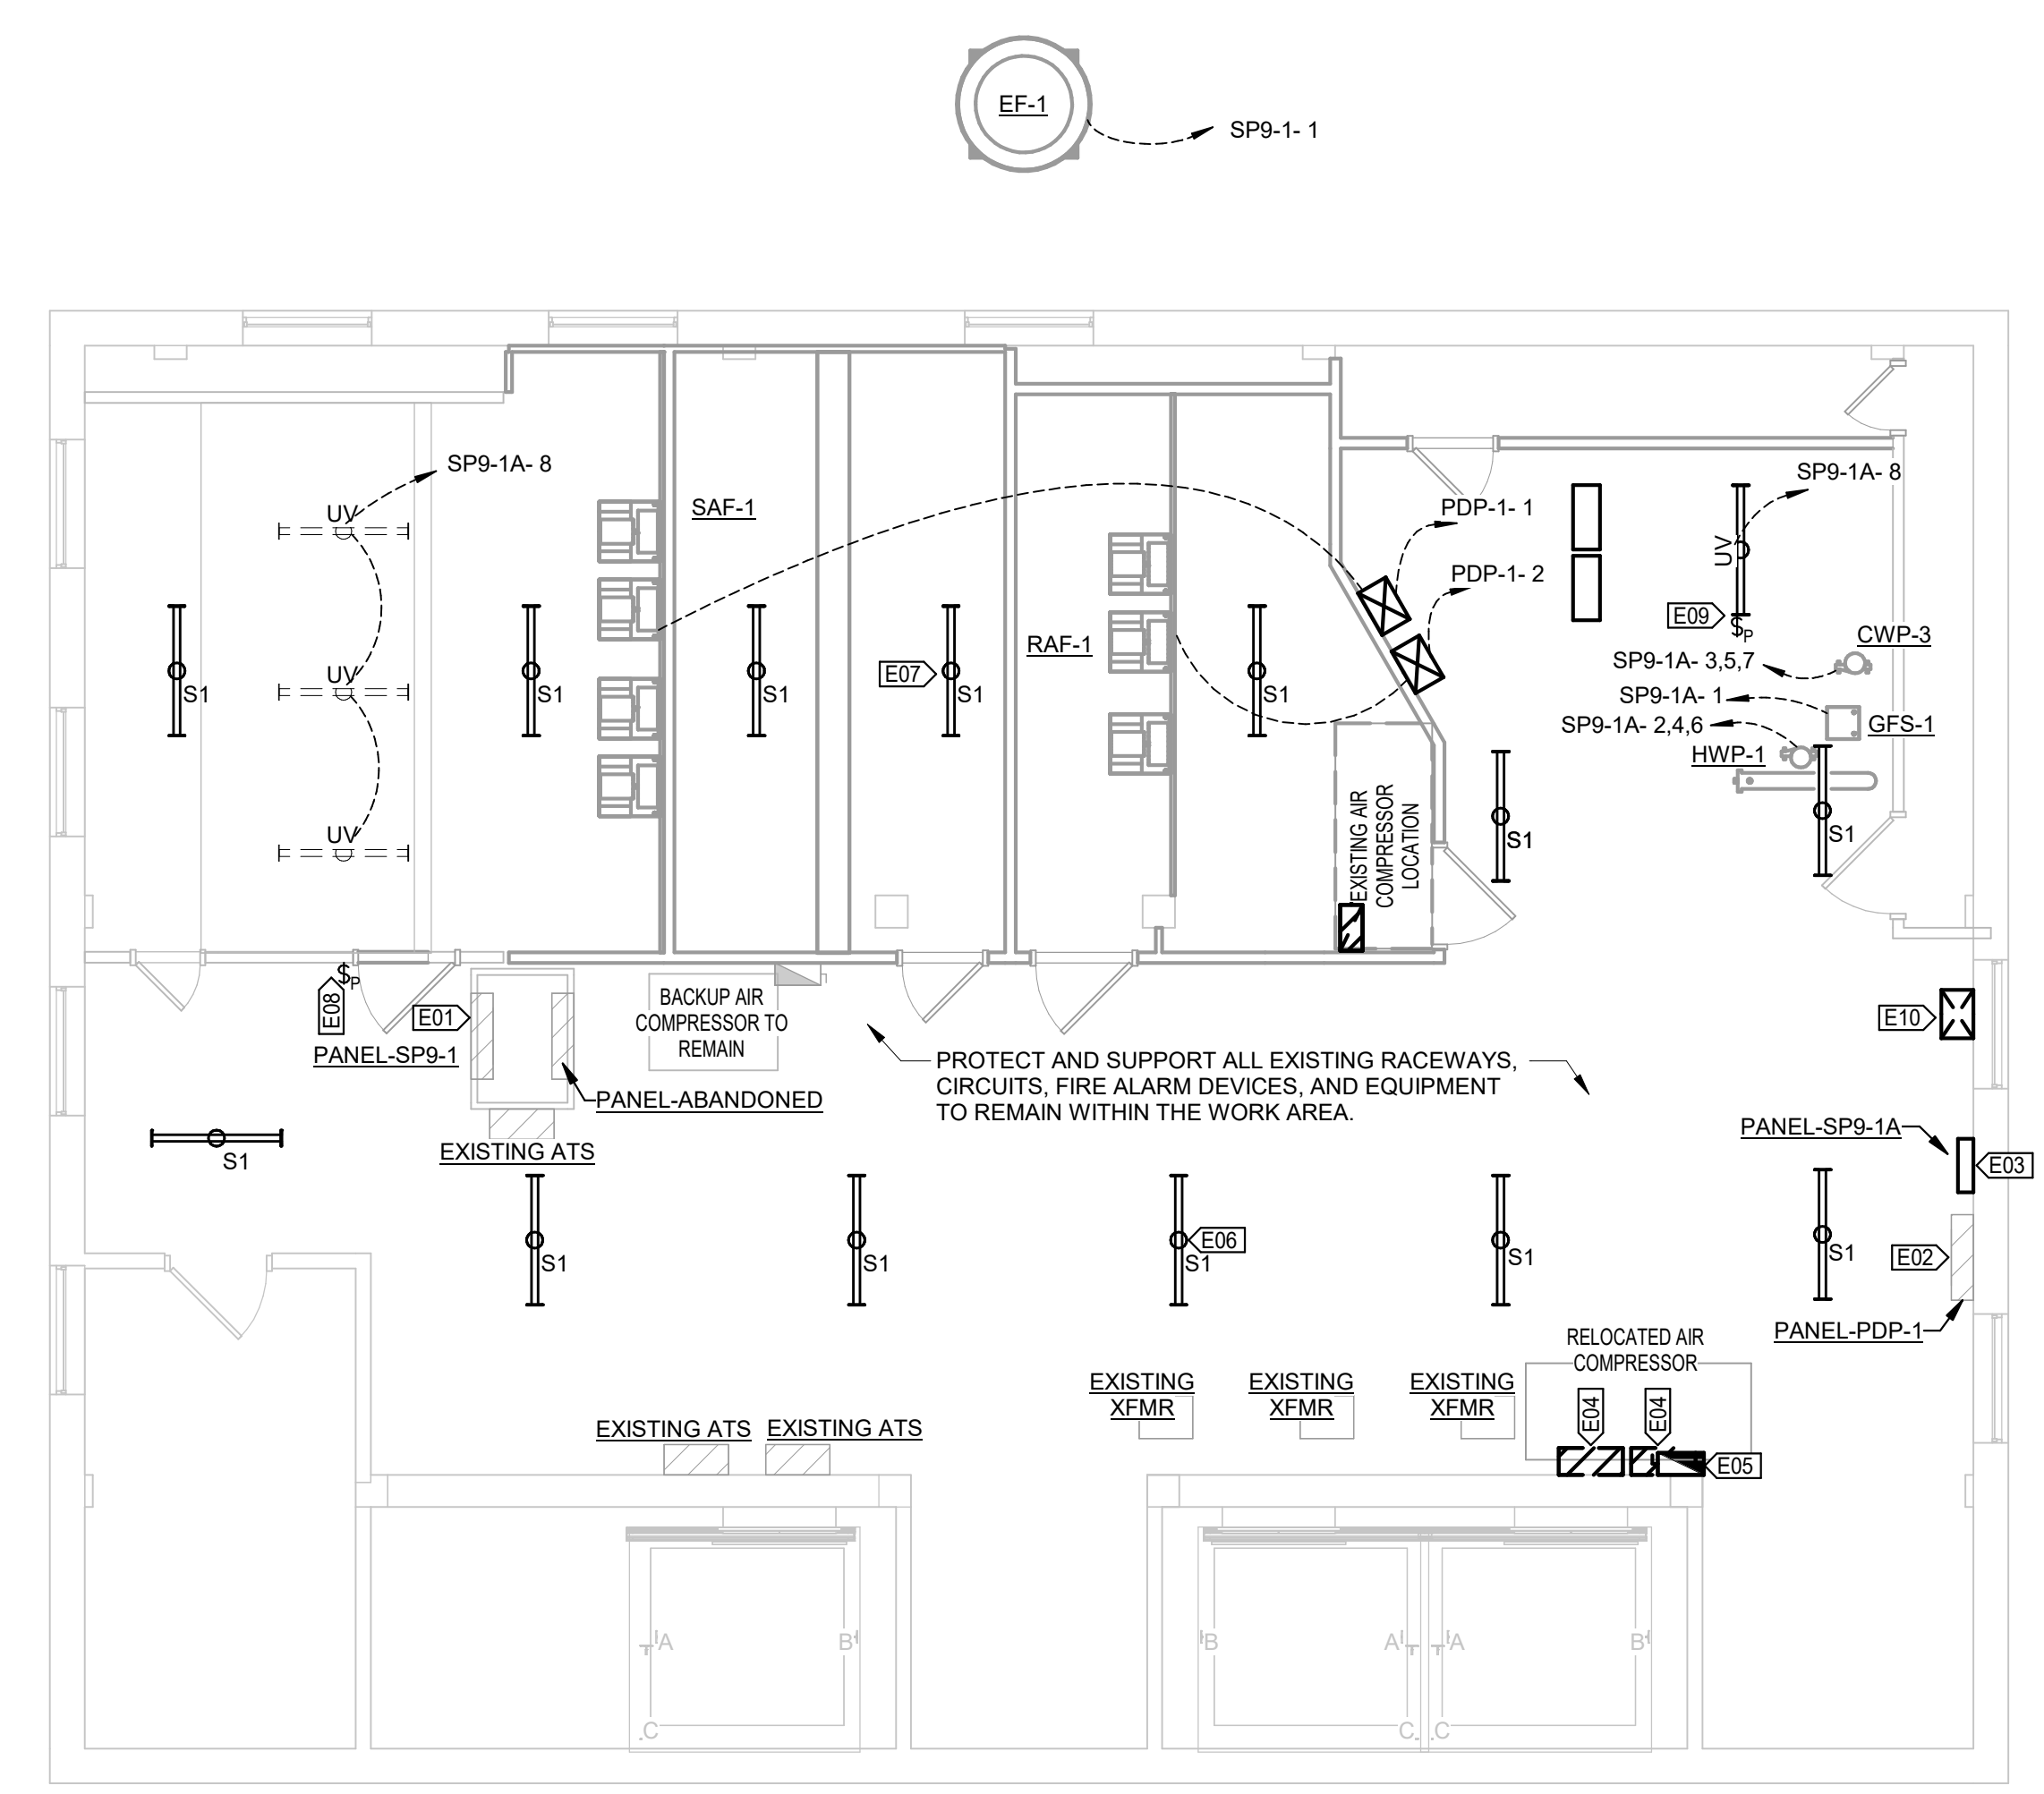 EF-1
SP9-1- 1
SP9-1A- 8
SP9-1A- 8
UV
SAF-1
PDP-1- 1
UV
PDP-1- 2
E09
$P
CWP-3
RAF-1
SP9-1A- 3,5,7
UV
E07
S1
S1
S1
S1
S1
SP9-1A- 1
SP9-1A- 2,4,6
GFS-1
HWP-1
EXISTING AIR
COMPRESSOR
LOCATION
UV
S1
S1
$P
E08
E01
PANEL-SP9-1
BACKUP AIR
COMPRESSOR TO
REMAIN
E10
PROTECT AND SUPPORT ALL EXISTING RACEWAYS,
CIRCUITS, FIRE ALARM DEVICES, AND EQUIPMENT
TO REMAIN WITHIN THE WORK AREA.
PANEL-ABANDONED
EXISTING ATS
PANEL-SP9-1A
E03
S1
E06
S1
S1
S1
S1
S1
E02
PANEL-PDP-1
RELOCATED AIR
COMPRESSOR
EXISTING
XFMR
EXISTING
XFMR
EXISTING
XFMR
E04
E04
E05
EXISTING ATS
EXISTING ATS
A
B
B
A
A
B
C
C
C